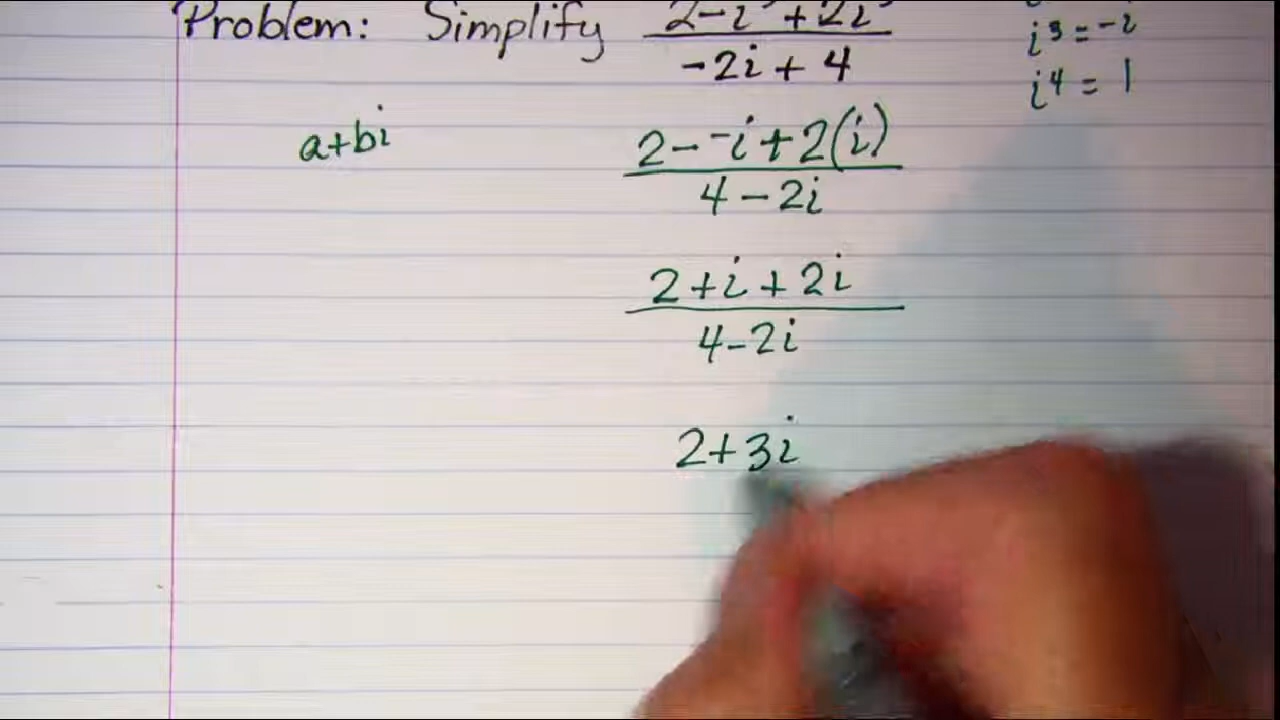 Problem: Simplify
-2i + 4
i³ = -i
i⁴ = 1
a+bi
2 - -i + 2(i)
4 - 2i
2 + i + 2i
4 - 2i
2 + 3i